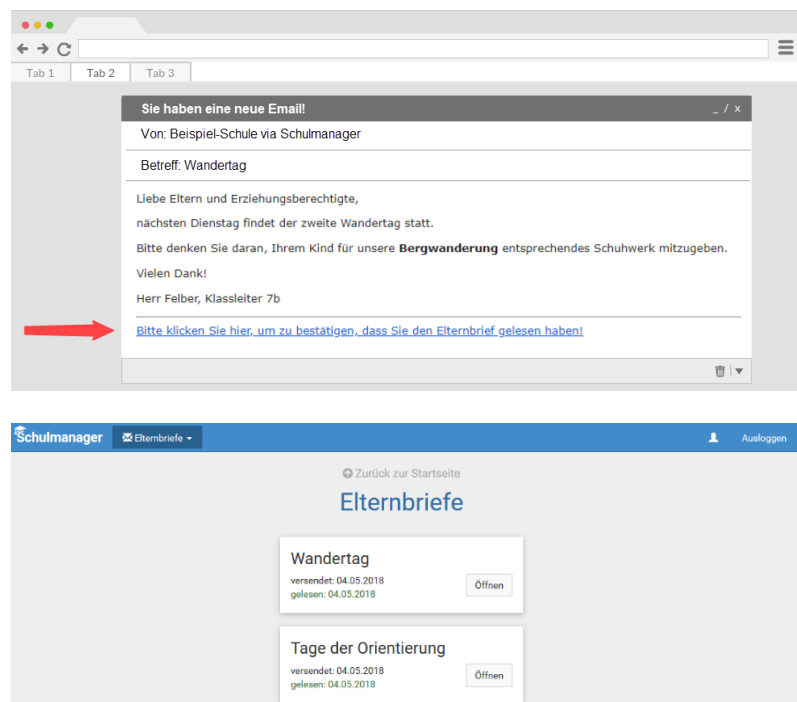 Tab 1 Tab 2 Tab 3
Sie haben eine neue Email! _ / x
Von: Beispiel-Schule via Schulmanager
Betreff: Wandertag
Liebe Eltern und Erziehungsberechtigte,
nächsten Dienstag findet der zweite Wandertag statt.
Bitte denken Sie daran, Ihrem Kind für unsere Bergwanderung entsprechendes Schuhwerk mitzugeben.
Vielen Dank!
Herr Felber, Klassleiter 7b
Bitte klicken Sie hier, um zu bestätigen, dass Sie den Elternbrief gelesen haben!
Schulmanager Elternbriefe Ausloggen
Zurück zur Startseite
Elternbriefe
Wandertag
versendet: 04.05.2018
gelesen: 04.05.2018
Öffnen
Tage der Orientierung
versendet: 04.05.2018
gelesen: 04.05.2018
Öffnen